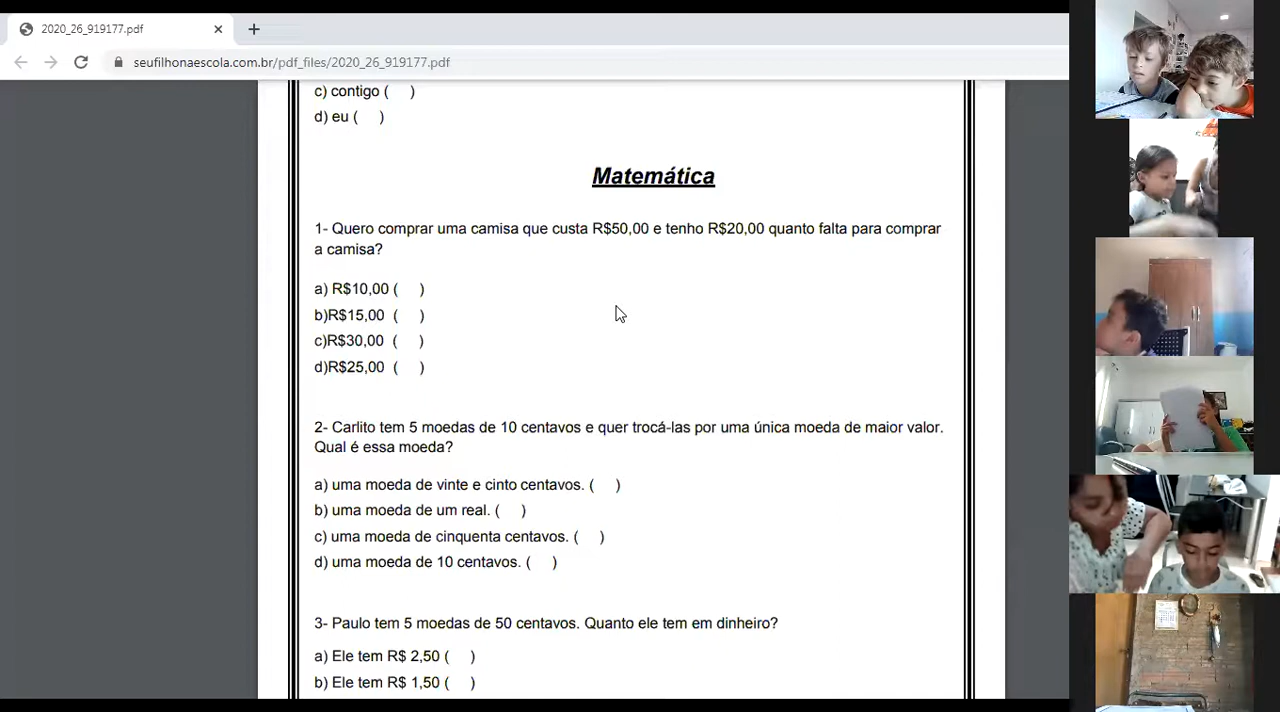 2020_26_919177.pdf
seufilhonaescola.com.br/pdf_files/2020_26_919177.pdf
c) contigo (    )
d) eu (    )
Matemática
1- Quero comprar uma camisa que custa R$50,00 e tenho R$20,00 quanto falta para comprar
a camisa?
a) R$10,00 (    )
b)R$15,00  (    )
c)R$30,00  (    )
d)R$25,00  (    )
2- Carlito tem 5 moedas de 10 centavos e quer trocá-las por uma única moeda de maior valor.
Qual é essa moeda?
a) uma moeda de vinte e cinto centavos. (    )
b) uma moeda de um real. (    )
c) uma moeda de cinquenta centavos. (    )
d) uma moeda de 10 centavos. (    )
3- Paulo tem 5 moedas de 50 centavos. Quanto ele tem em dinheiro?
a) Ele tem R$ 2,50 (    )
b) Ele tem R$ 1,50 (    )